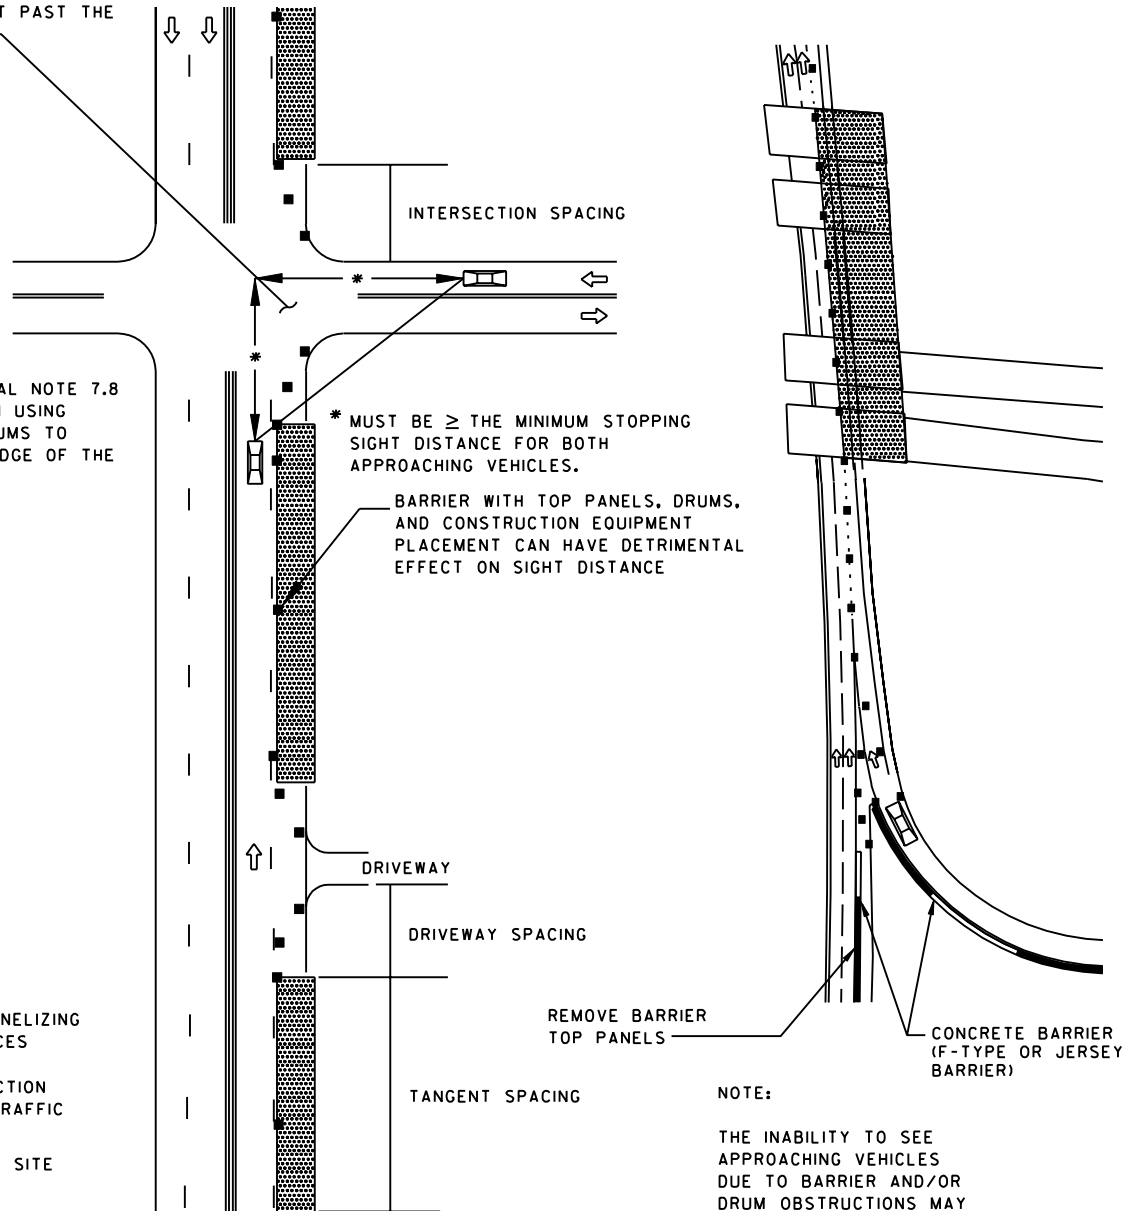 T PAST THE
INTERSECTION SPACING
AL NOTE 7.8
USING
UMS TO
DGE OF THE
* MUST BE ≥ THE MINIMUM STOPPING
SIGHT DISTANCE FOR BOTH
APPROACHING VEHICLES.
BARRIER WITH TOP PANELS, DRUMS,
AND CONSTRUCTION EQUIPMENT
PLACEMENT CAN HAVE DETRIMENTAL
EFFECT ON SIGHT DISTANCE
*
*
DRIVEWAY
DRIVEWAY SPACING
NELIZING
CES
CTION
RAFFIC
SITE
TANGENT SPACING
REMOVE BARRIER
TOP PANELS
CONCRETE BARRIER
(F-TYPE OR JERSEY
BARRIER)
NOTE:
THE INABILITY TO SEE
APPROACHING VEHICLES
DUE TO BARRIER AND/OR
DRUM OBSTRUCTIONS MAY